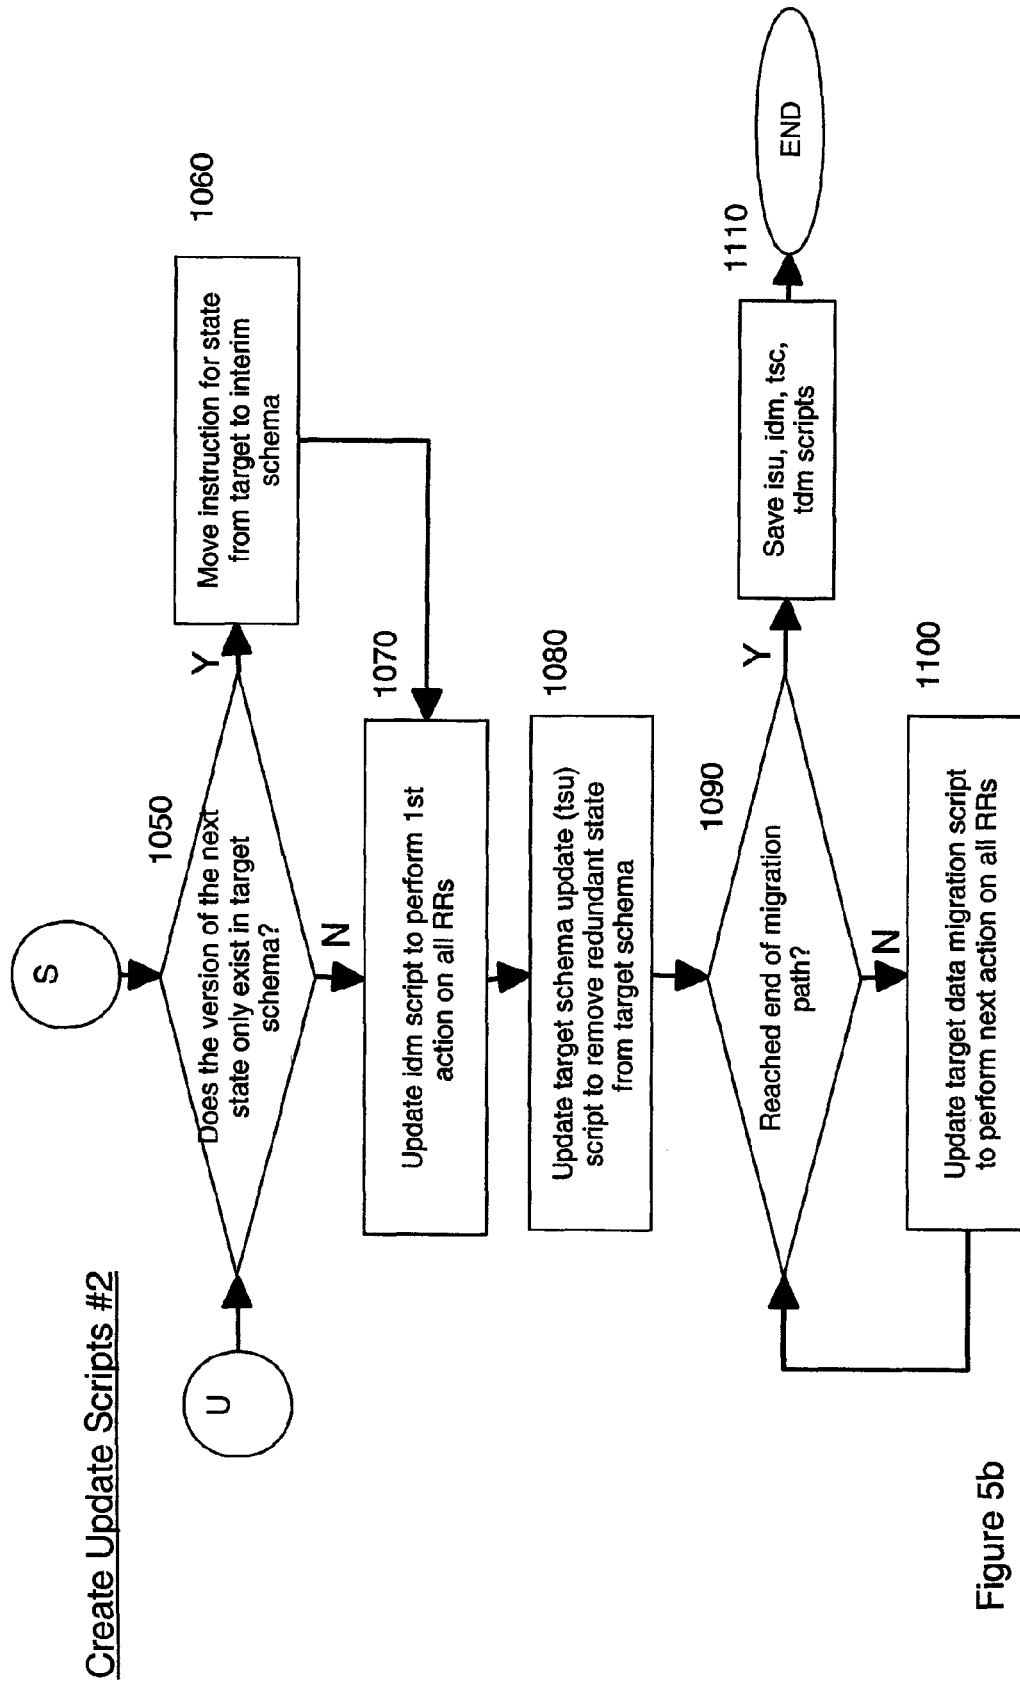 Create Update Scripts #2
S
U
1050
Does the version of the next
state only exist in target
schema?
Y
N
1060
Move instruction for state
from target to interim
schema
1070
Update idm script to perform 1st
action on all RRs
1080
Update target schema update (tsu)
script to remove redundant state
from target schema
1090
Reached end of migration
path?
Y
N
1100
Update target data migration script
to perform next action on all RRs
1110
Save isu, idm, tsc,
tdm scripts
END
Figure 5b